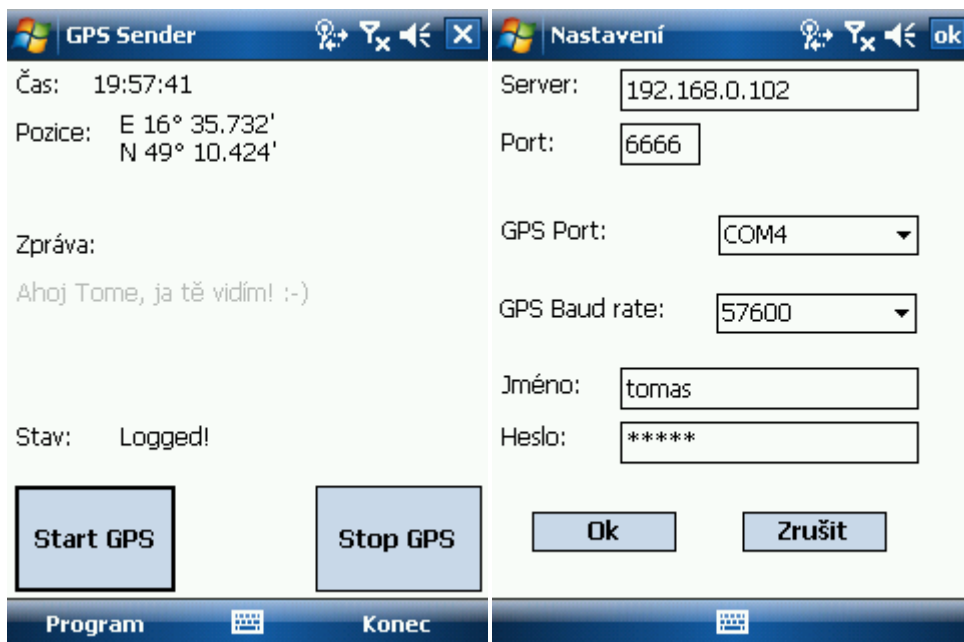 GPS Sender
Čas: 19:57:41
Pozice: E 16° 35.732'
N 49° 10.424'
Zpráva:
Ahoj Tome, ja tě vidím! :-)
Stav: Logged!
Start GPS Stop GPS
Program Konec
Nastavení ok
Server: 192.168.0.102
Port: 6666
GPS Port: COM4
GPS Baud rate: 57600
Jméno: tomas
Heslo: *****
Ok Zrušit